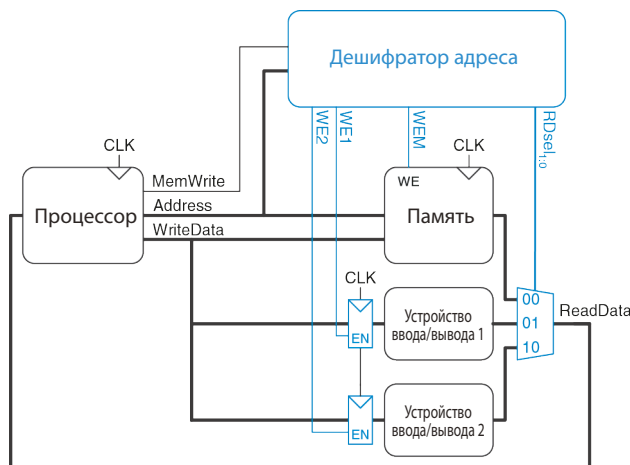 Дешифратор адреса
WE2
WE1
WEM
RDsel1:0
CLK
CLK
MemWrite
WE
Процессор
Address
Память
WriteData
CLK
Устройство
ввода/вывода 1
EN
00
01
10
ReadData
Устройство
ввода/вывода 2
EN